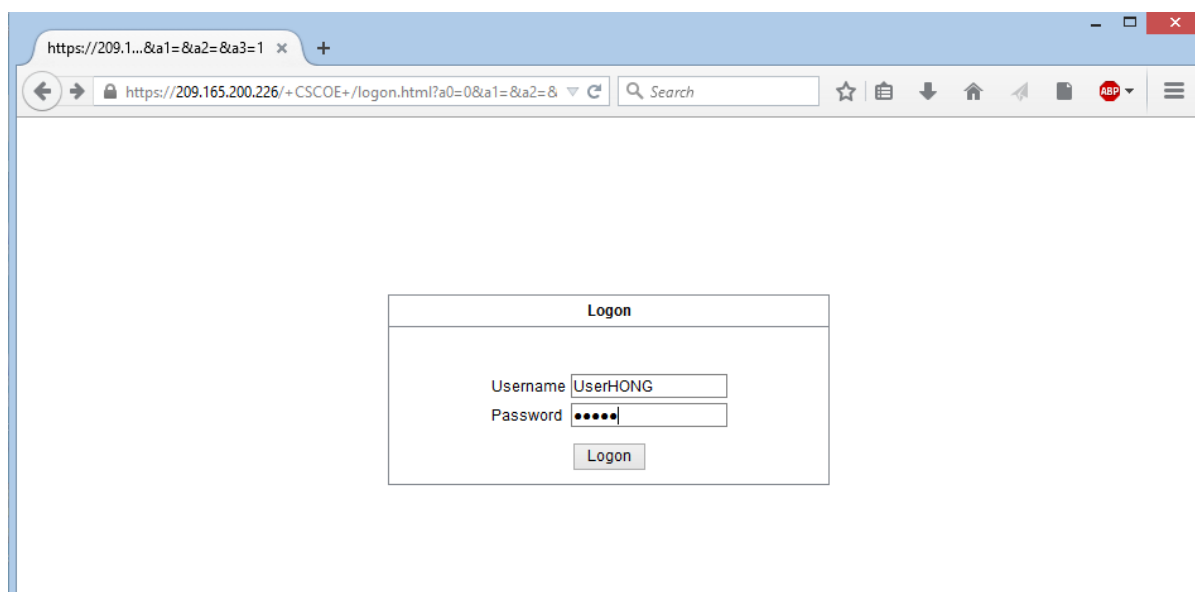 https://209.1...&a1=&a2=&a3=1
https://209.165.200.226/+CSCOE+/logon.html?a0=0&a1=&a2=& Search ABP
Logon
Username UserHONG
Password •••••
Logon